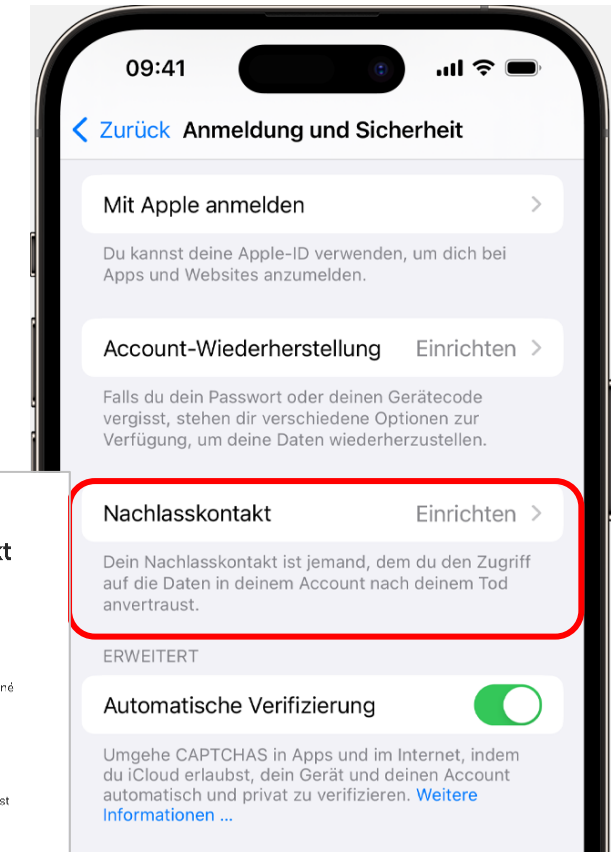 09:41
Zurück Anmeldung und Sicherheit
Mit Apple anmelden
Du kannst deine Apple-ID verwenden, um dich bei
Apps und Websites anzumelden.
Account-Wiederherstellung Einrichten
Falls du dein Passwort oder deinen Gerätecode
vergisst, stehen dir verschiedene Optionen zur
Verfügung, um deine Daten wiederherzustellen.
Nachlasskontakt Einrichten
Dein Nachlasskontakt ist jemand, dem du den Zugriff
auf die Daten in deinem Account nach deinem Tod
anvertraust.
ERWEITERT
Automatische Verifizierung
Umgehe CAPTCHAS in Apps und im Internet, indem
du iCloud erlaubst, dein Gerät und deinen Account
automatisch und privat zu verifizieren. Weitere
Informationen ...